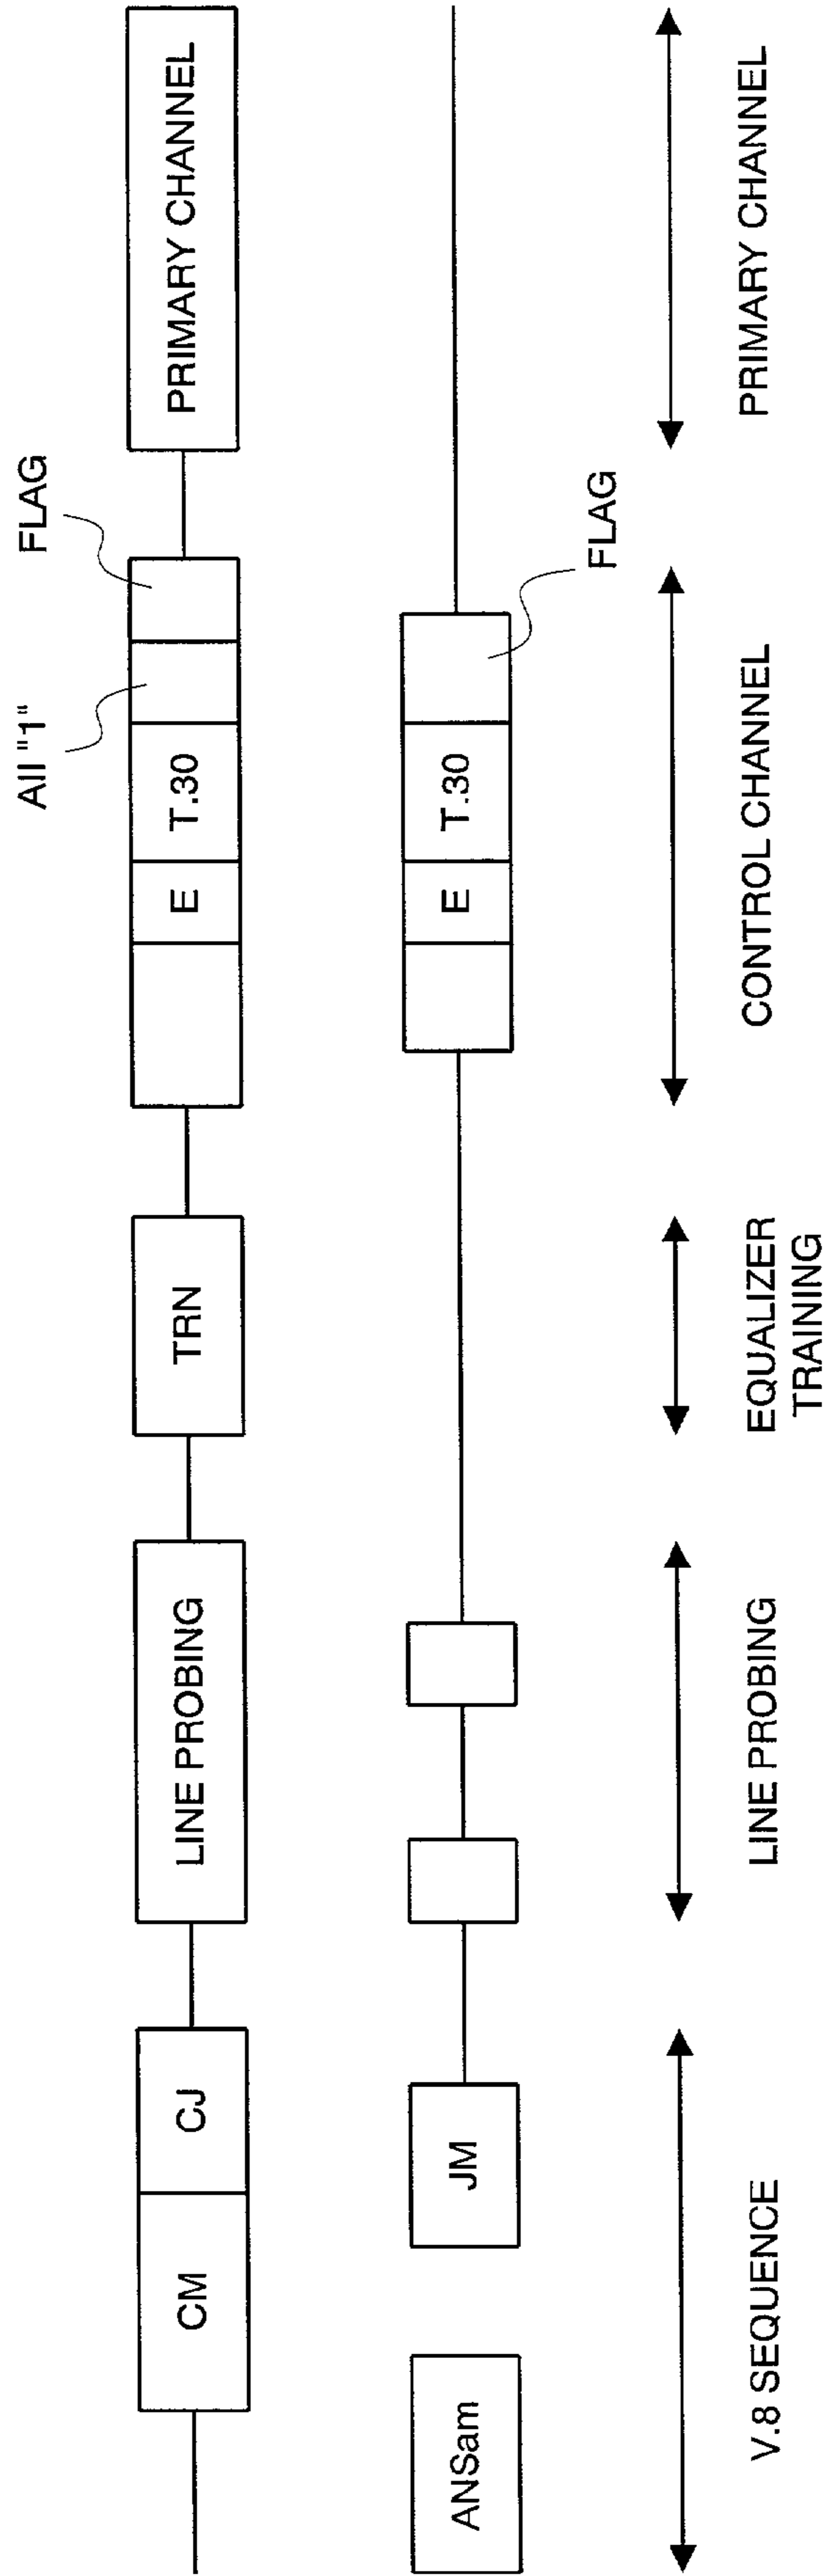 CM
CJ
LINE PROBING
TRN
E
T.30
All "1"
FLAG
PRIMARY CHANNEL
ANSam
JM
E
T.30
FLAG
V.8 SEQUENCE
LINE PROBING
EQUALIZER
TRAINING
CONTROL CHANNEL
PRIMARY CHANNEL